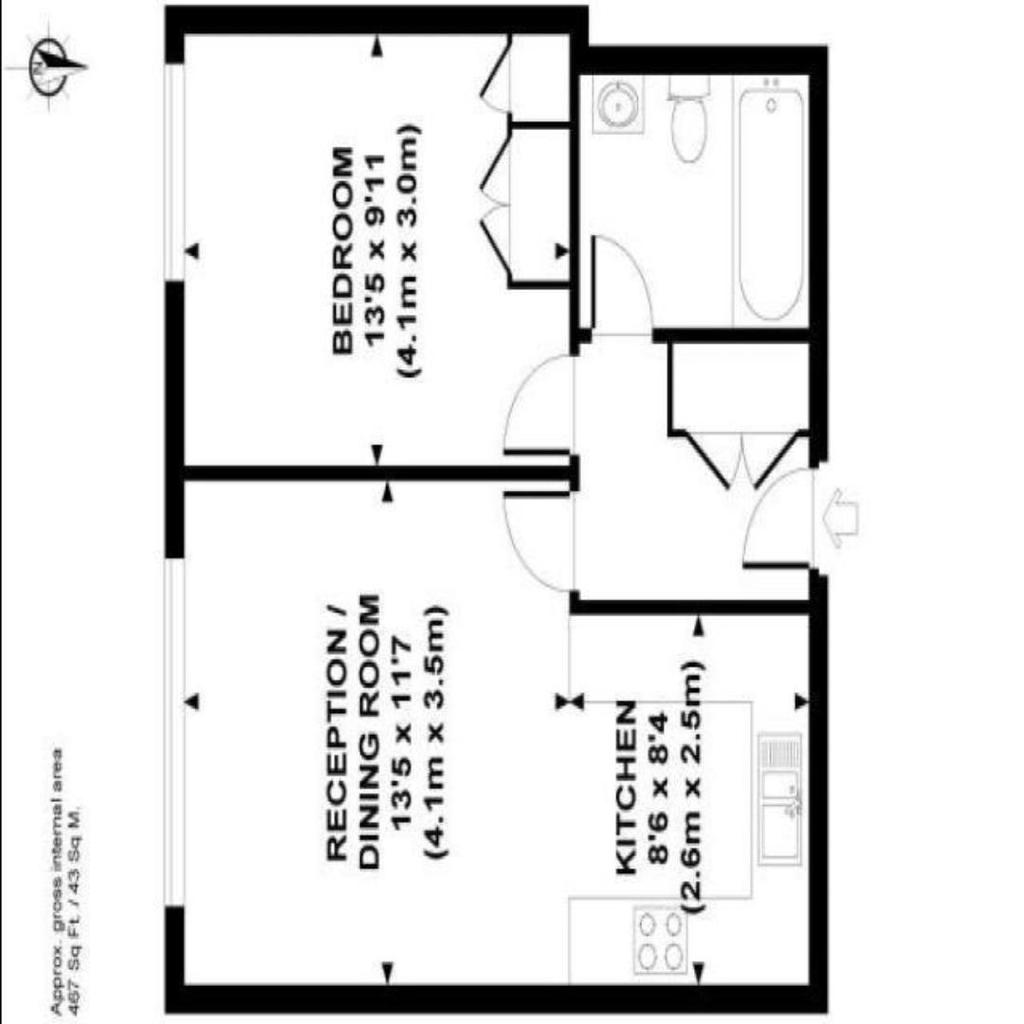 N
BEDROOM
13'5 x 9'11
(4.1m x 3.0m)
RECEPTION /
DINING ROOM
13'5 x 11'7
(4.1m x 3.5m)
KITCHEN
8'6 x 8'4
(2.6m x 2.5m)
Approx. gross internal area
467 Sq Ft. / 43 Sq M.